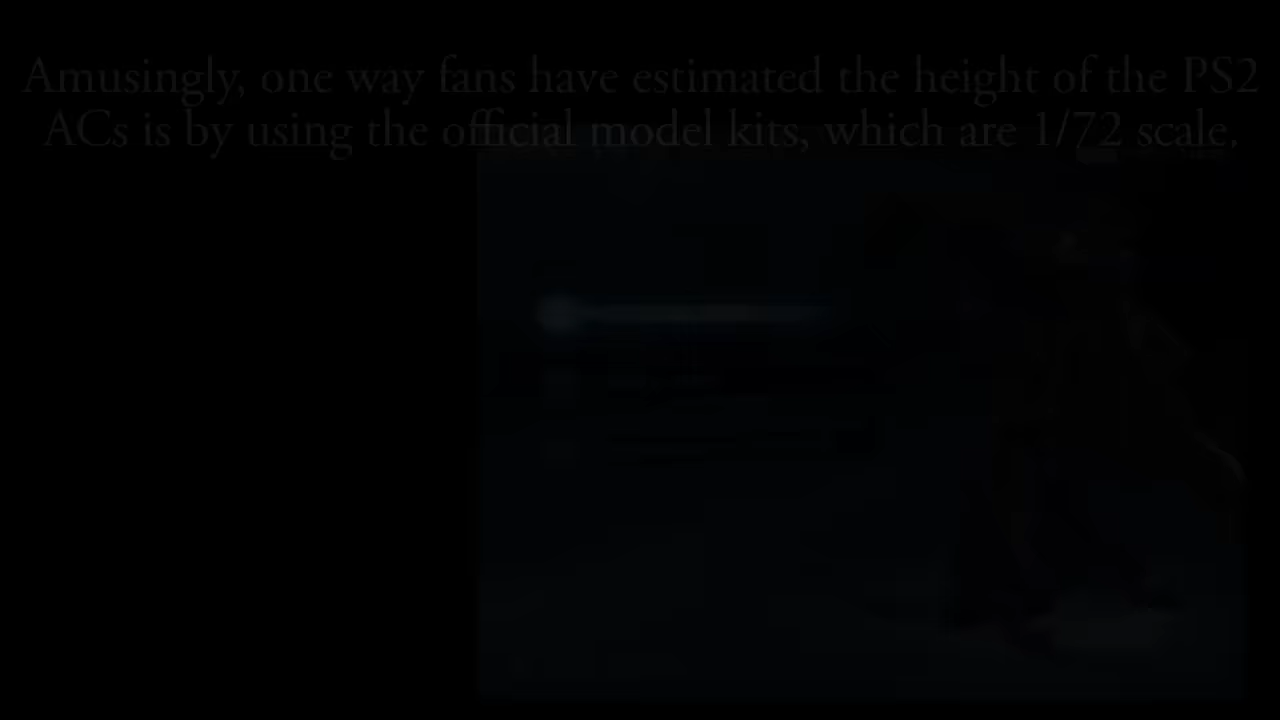 Amusingly, one way fans have estimated the height of the PS2
ACs is by using the official model kits, which are 1/72 scale.